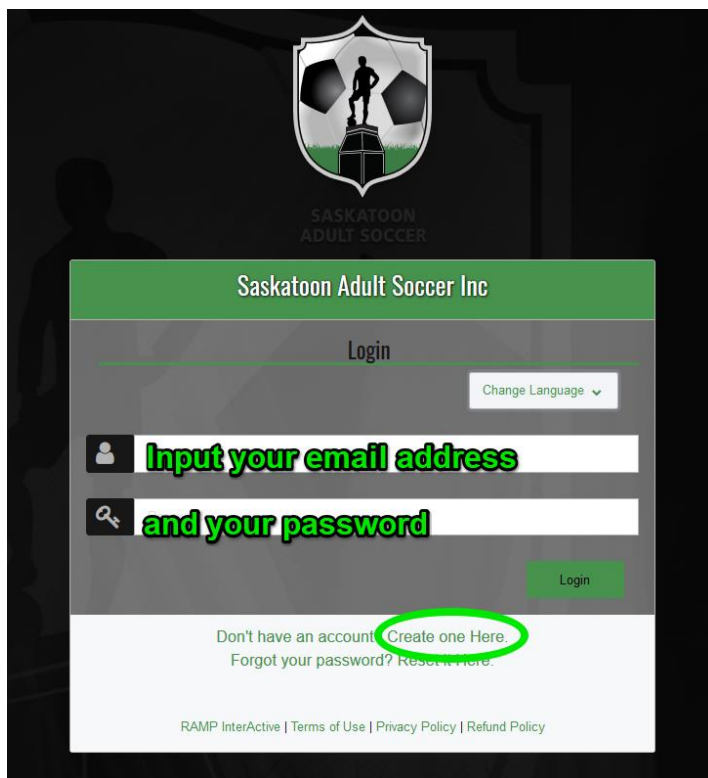 SASKATOON
ADULT SOCCER
Saskatoon Adult Soccer Inc
Login
Change Language
Input your email address
and your password
Login
Don't have an account? Create one Here.
Forgot your password? Reset it Here.
RAMP InterActive | Terms of Use | Privacy Policy | Refund Policy